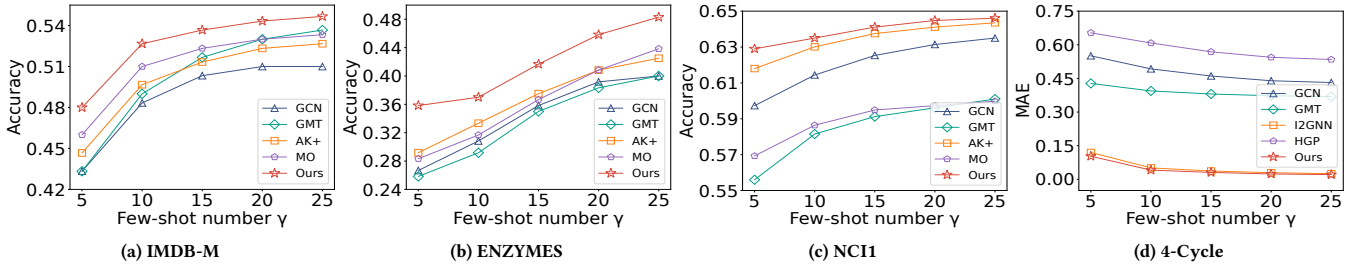 Accuracy
0.54
0.51
0.48
0.45
0.42
5 10 15 20 25
Few-shot number γ
GCN
GMT
AK+
MO
Ours
(a) IMDB-M
Accuracy
0.48
0.44
0.40
0.36
0.32
0.28
0.24
5 10 15 20 25
Few-shot number γ
GCN
GMT
AK+
MO
Ours
(b) ENZYMES
Accuracy
0.65
0.63
0.61
0.59
0.57
0.55
5 10 15 20 25
Few-shot number γ
GCN
GMT
AK+
MO
Ours
(c) NCI1
MAE
0.75
0.60
0.45
0.30
0.15
0.00
5 10 15 20 25
Few-shot number γ
GCN
GMT
I2GNN
HGP
Ours
(d) 4-Cycle